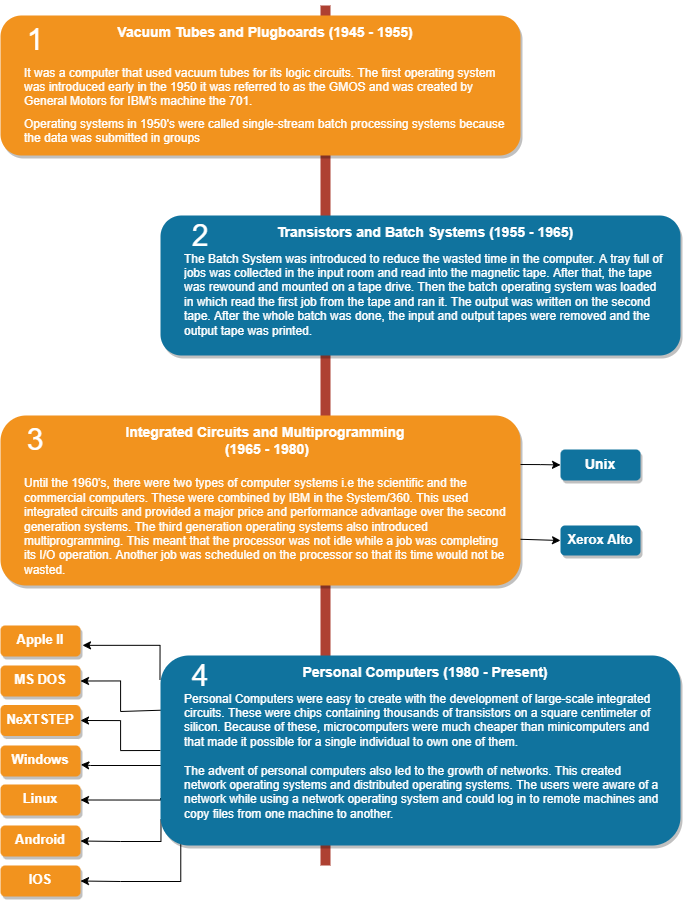 1
Vacuum Tubes and Plugboards (1945 - 1955)
It was a computer that used vacuum tubes for its logic circuits. The first operating system
was introduced early in the 1950 it was referred to as the GMOS and was created by
General Motors for IBM's machine the 701.
Operating systems in 1950's were called single-stream batch processing systems because
the data was submitted in groups
2
Transistors and Batch Systems (1955 - 1965)
The Batch System was introduced to reduce the wasted time in the computer. A tray full of
jobs was collected in the input room and read into the magnetic tape. After that, the tape
was rewound and mounted on a tape drive. Then the batch operating system was loaded
in which read the first job from the tape and ran it. The output was written on the second
tape. After the whole batch was done, the input and output tapes were removed and the
output tape was printed.
3
Integrated Circuits and Multiprogramming
(1965 - 1980)
Until the 1960's, there were two types of computer systems i.e the scientific and the
commercial computers. These were combined by IBM in the System/360. This used
integrated circuits and provided a major price and performance advantage over the second
generation systems. The third generation operating systems also introduced
multiprogramming. This meant that the processor was not idle while a job was completing
its I/O operation. Another job was scheduled on the processor so that its time would not be
wasted.
Unix
Xerox Alto
4
Personal Computers (1980 - Present)
Personal Computers were easy to create with the development of large-scale integrated
circuits. These were chips containing thousands of transistors on a square centimeter of
silicon. Because of these, microcomputers were much cheaper than minicomputers and
that made it possible for a single individual to own one of them.
The advent of personal computers also led to the growth of networks. This created
network operating systems and distributed operating systems. The users were aware of a
network while using a network operating system and could log in to remote machines and
copy files from one machine to another.
Apple II
MS DOS
NeXTSTEP
Windows
Linux
Android
IOS